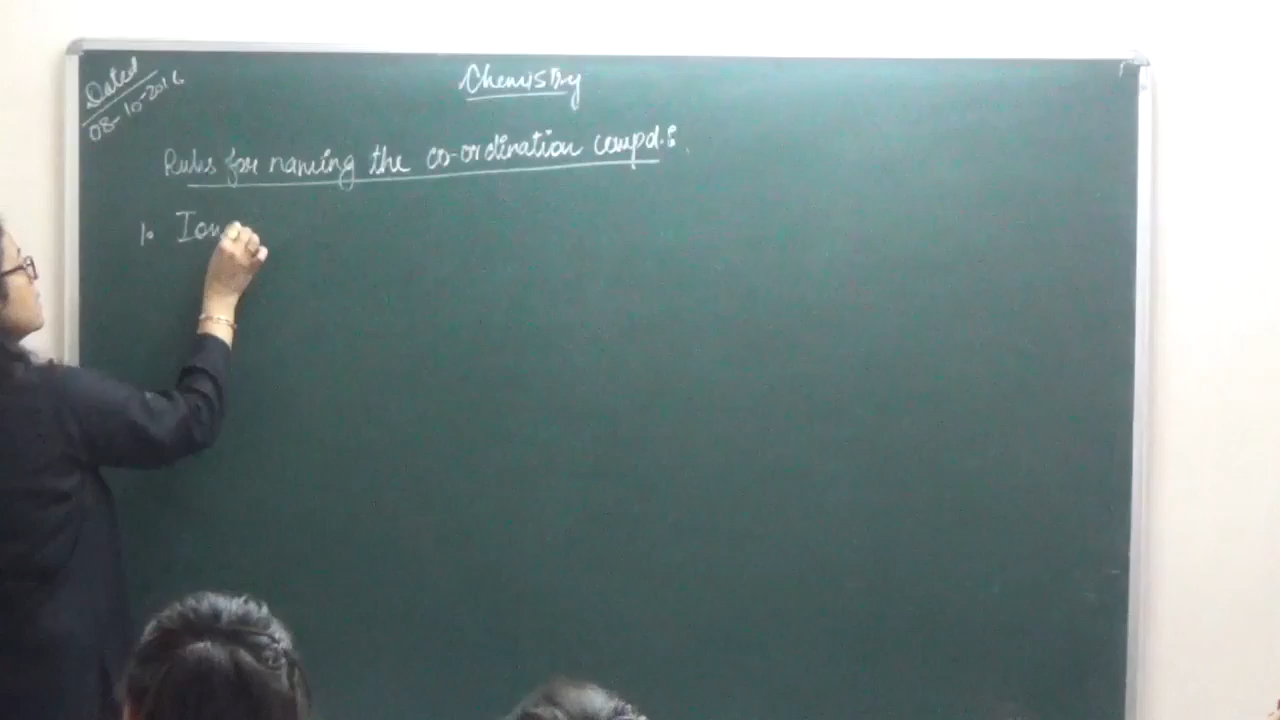 Dated
08-10-2016
Chemistry
Rules for naming the co-ordination compd.:
1. Ion